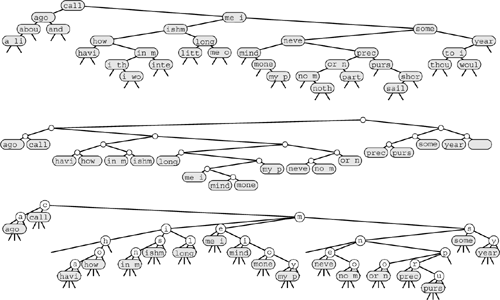 call
ago me i
abou ishm some
a li and how long neve year
havi in m litt me o mind prec to i
i th inte mone or n purs thou woul
i wo my p no m part shor
noth sail
ago call some year
havi how in m ishm long my p neve no m or n prec purs
me i
mind mone
c
a call m
ago h i e n s
o s l me i i o e o p some y
s how n ishm long mind y neve no m o r year
havi in m money my p or n prec u
purs